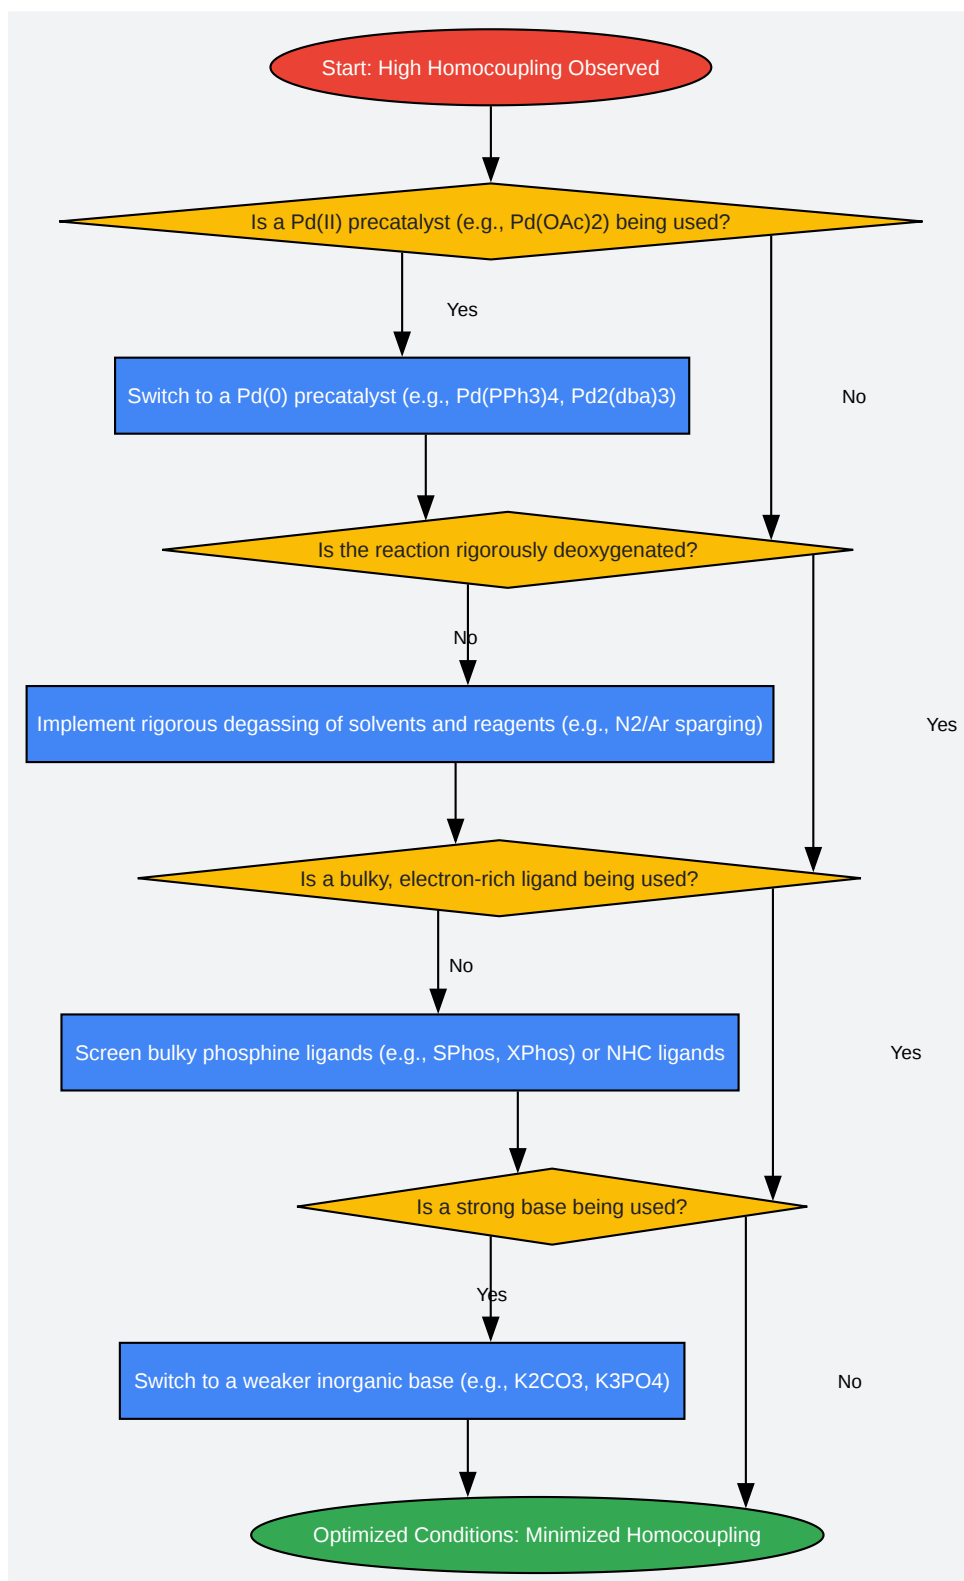 Start: High Homocoupling Observed
Is a Pd(II) precatalyst (e.g., Pd(OAc)2) being used?
Yes
Switch to a Pd(0) precatalyst (e.g., Pd(PPh3)4, Pd2(dba)3)
No
Is the reaction rigorously deoxygenated?
No
Implement rigorous degassing of solvents and reagents (e.g., N2/Ar sparging)
Yes
Is a bulky, electron-rich ligand being used?
No
Screen bulky phosphine ligands (e.g., SPhos, XPhos) or NHC ligands
Yes
Is a strong base being used?
Yes
Switch to a weaker inorganic base (e.g., K2CO3, K3PO4)
No
Optimized Conditions: Minimized Homocoupling